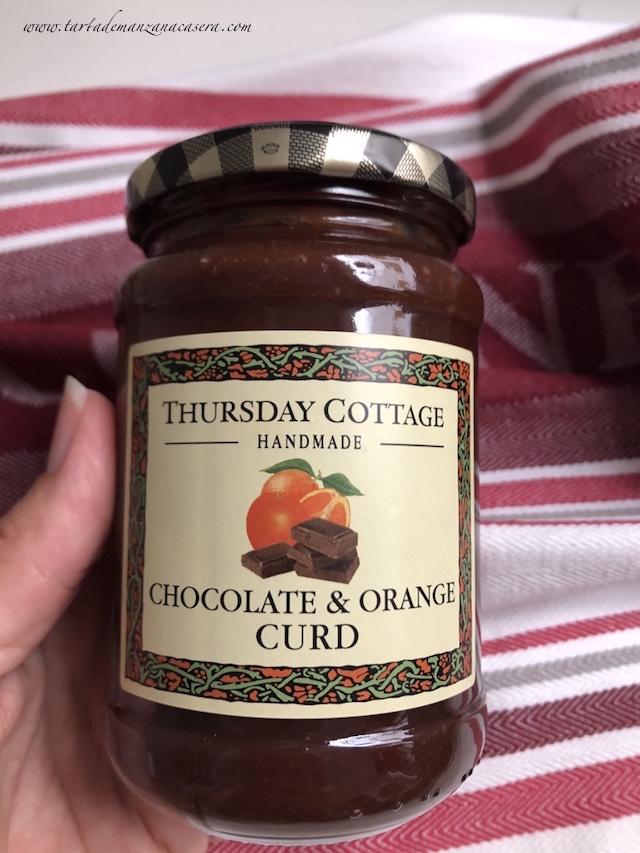 www.tartademanzanacasera.com
THURSDAY COTTAGE
HANDMADE
CHOCOLATE & ORANGE
CURD